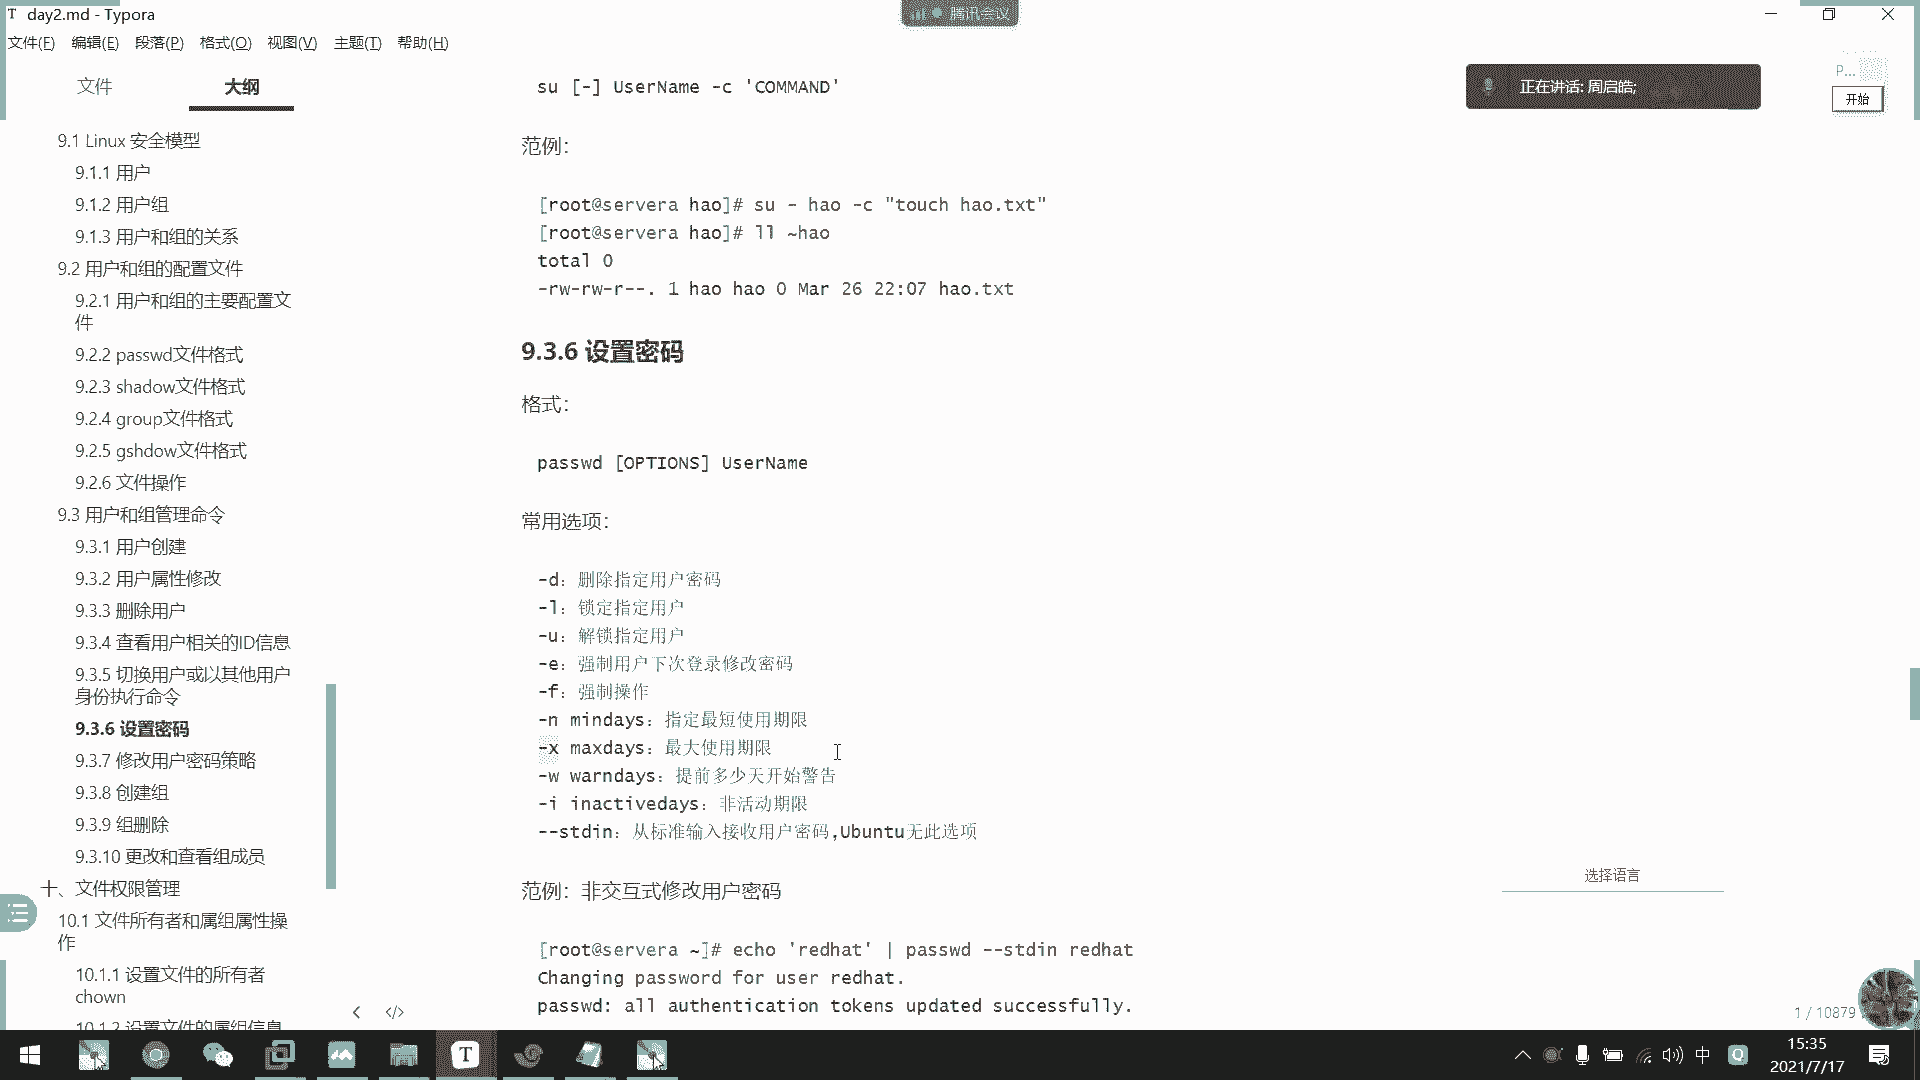 T day2.md - Typora
腾讯会议
文件(F) 编辑(E) 段落(P) 格式(O) 视图(V) 主题(T) 帮助(H)
文件 大纲
9.1 Linux 安全模型
9.1.1 用户
9.1.2 用户组
9.1.3 用户和组的关系
9.2 用户和组的配置文件
9.2.1 用户和组的主要配置文
件
9.2.2 passwd文件格式
9.2.3 shadow文件格式
9.2.4 group文件格式
9.2.5 gshdow文件格式
9.2.6 文件操作
9.3 用户和组管理命令
9.3.1 用户创建
9.3.2 用户属性修改
9.3.3 删除用户
9.3.4 查看用户相关的ID信息
9.3.5 切换用户或以其他用户
身份执行命令
9.3.6 设置密码
9.3.7 修改用户密码策略
9.3.8 创建组
9.3.9 组删除
9.3.10 更改和查看组成员
十、文件权限管理
10.1 文件所有者和属组属性操
作
10.1.1 设置文件的所有者
chown
10.1.2 设置文件的属组信息
su [-] UserName -c 'COMMAND'
范例：
[root@servera hao]# su - hao -c "touch hao.txt"
[root@servera hao]# ll ~hao
total 0
-rw-rw-r--. 1 hao hao 0 Mar 26 22:07 hao.txt
9.3.6 设置密码
格式：
passwd [OPTIONS] UserName
常用选项：
-d：删除指定用户密码
-l：锁定指定用户
-u：解锁指定用户
-e：强制用户下次登录修改密码
-f：强制操作
-n mindays：指定最短使用期限
-x maxdays：最大使用期限
-w warndays：提前多少天开始警告
-i inactivedays：非活动期限
--stdin：从标准输入接收用户密码,Ubuntu无此选项
范例：非交互式修改用户密码
[root@servera ~]# echo 'redhat' | passwd --stdin redhat
Changing password for user redhat.
passwd: all authentication tokens updated successfully.
正在讲话: 周启皓;
P...
开始
选择语言
1 / 10879
中
15:35
2021/7/17